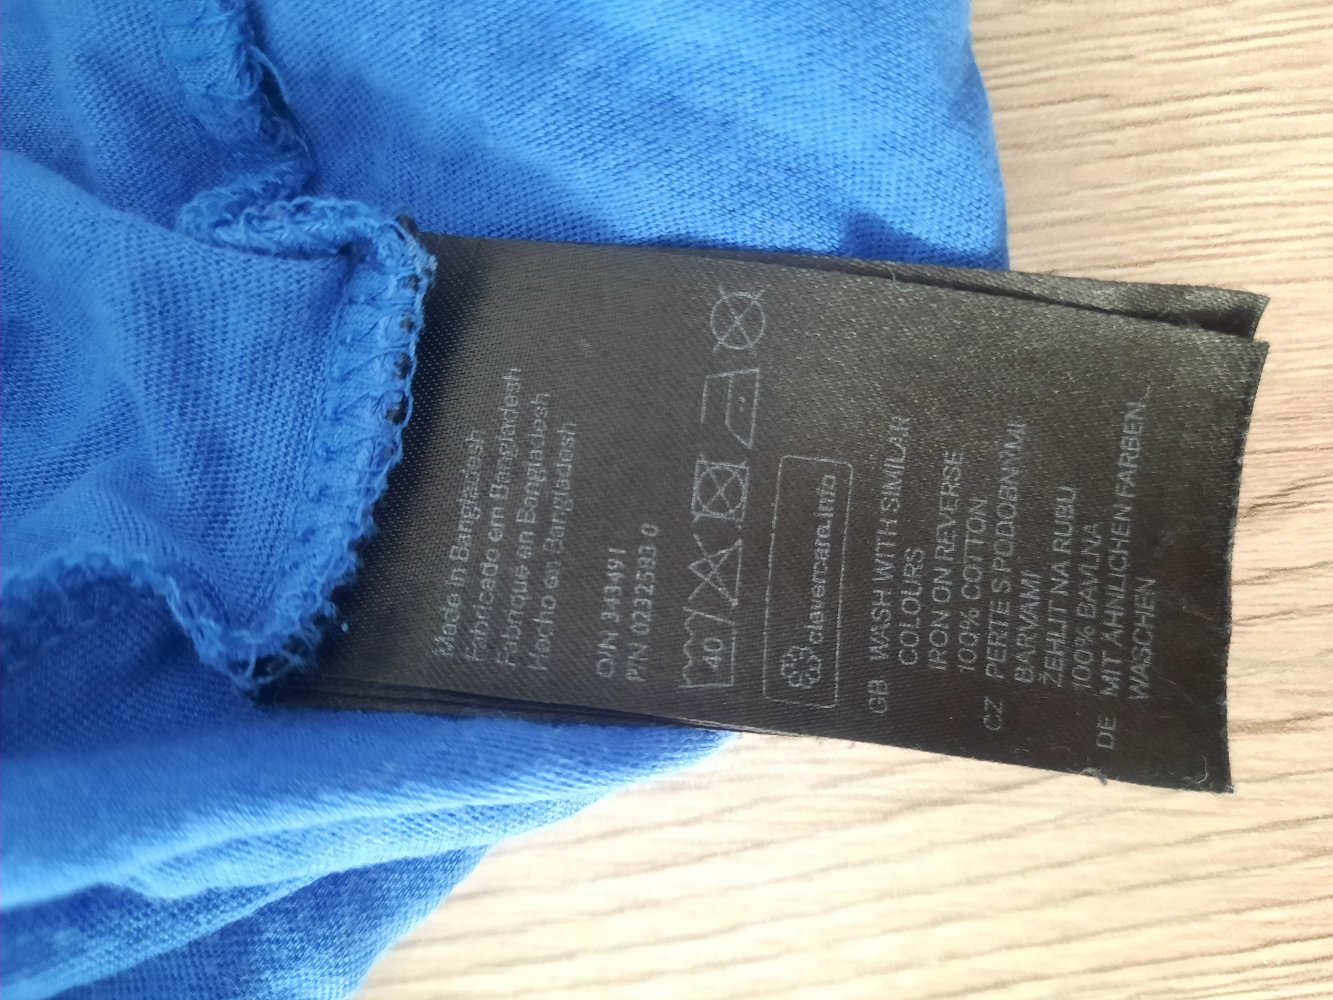 Made in Bangladesh
Fabricado em Bangladesh
Fabriqué en Bangladesh
Hecho en Bangladesh
O/N 343491
P/N 02322583 0
40
clevercare.info
GB WASH WITH SIMILAR
COLOURS
IRON ON REVERSE
100% COTTON
CZ PERTE S PODOBNÝMI
BARVAMI
ŽEHLIT NA RUBU
100% BAVLNA
DE MIT ÄHNLICHEN FARBEN
WASCHEN